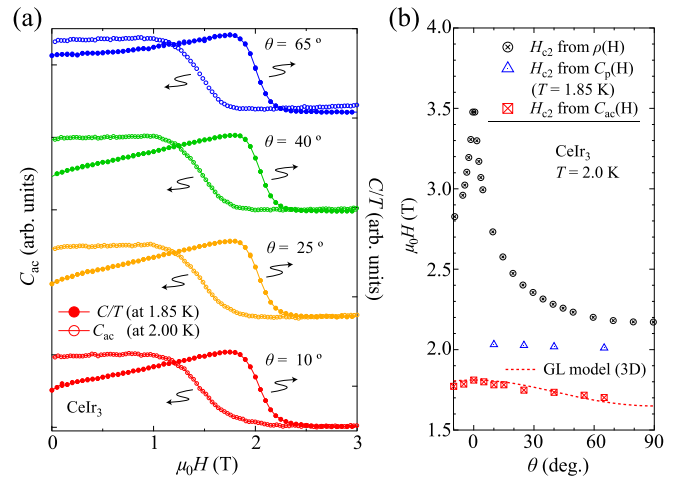 (a)
θ = 65 º
θ = 40 º
θ = 25 º
C/T (at 1.85 K)
Cac (at 2.00 K)
θ = 10 º
CeIr3
Cac (arb. units)
C/T (arb. units)
0 1 2 3
μ0H (T)
(b)
4.0
Hc2 from ρ(H)
Hc2 from Cp(H)
(T = 1.85 K)
Hc2 from Cac(H)
3.5
CeIr3
T = 2.0 K
3.0
μ0H (T)
2.5
2.0
GL model (3D)
1.5
0 30 60 90
θ (deg.)